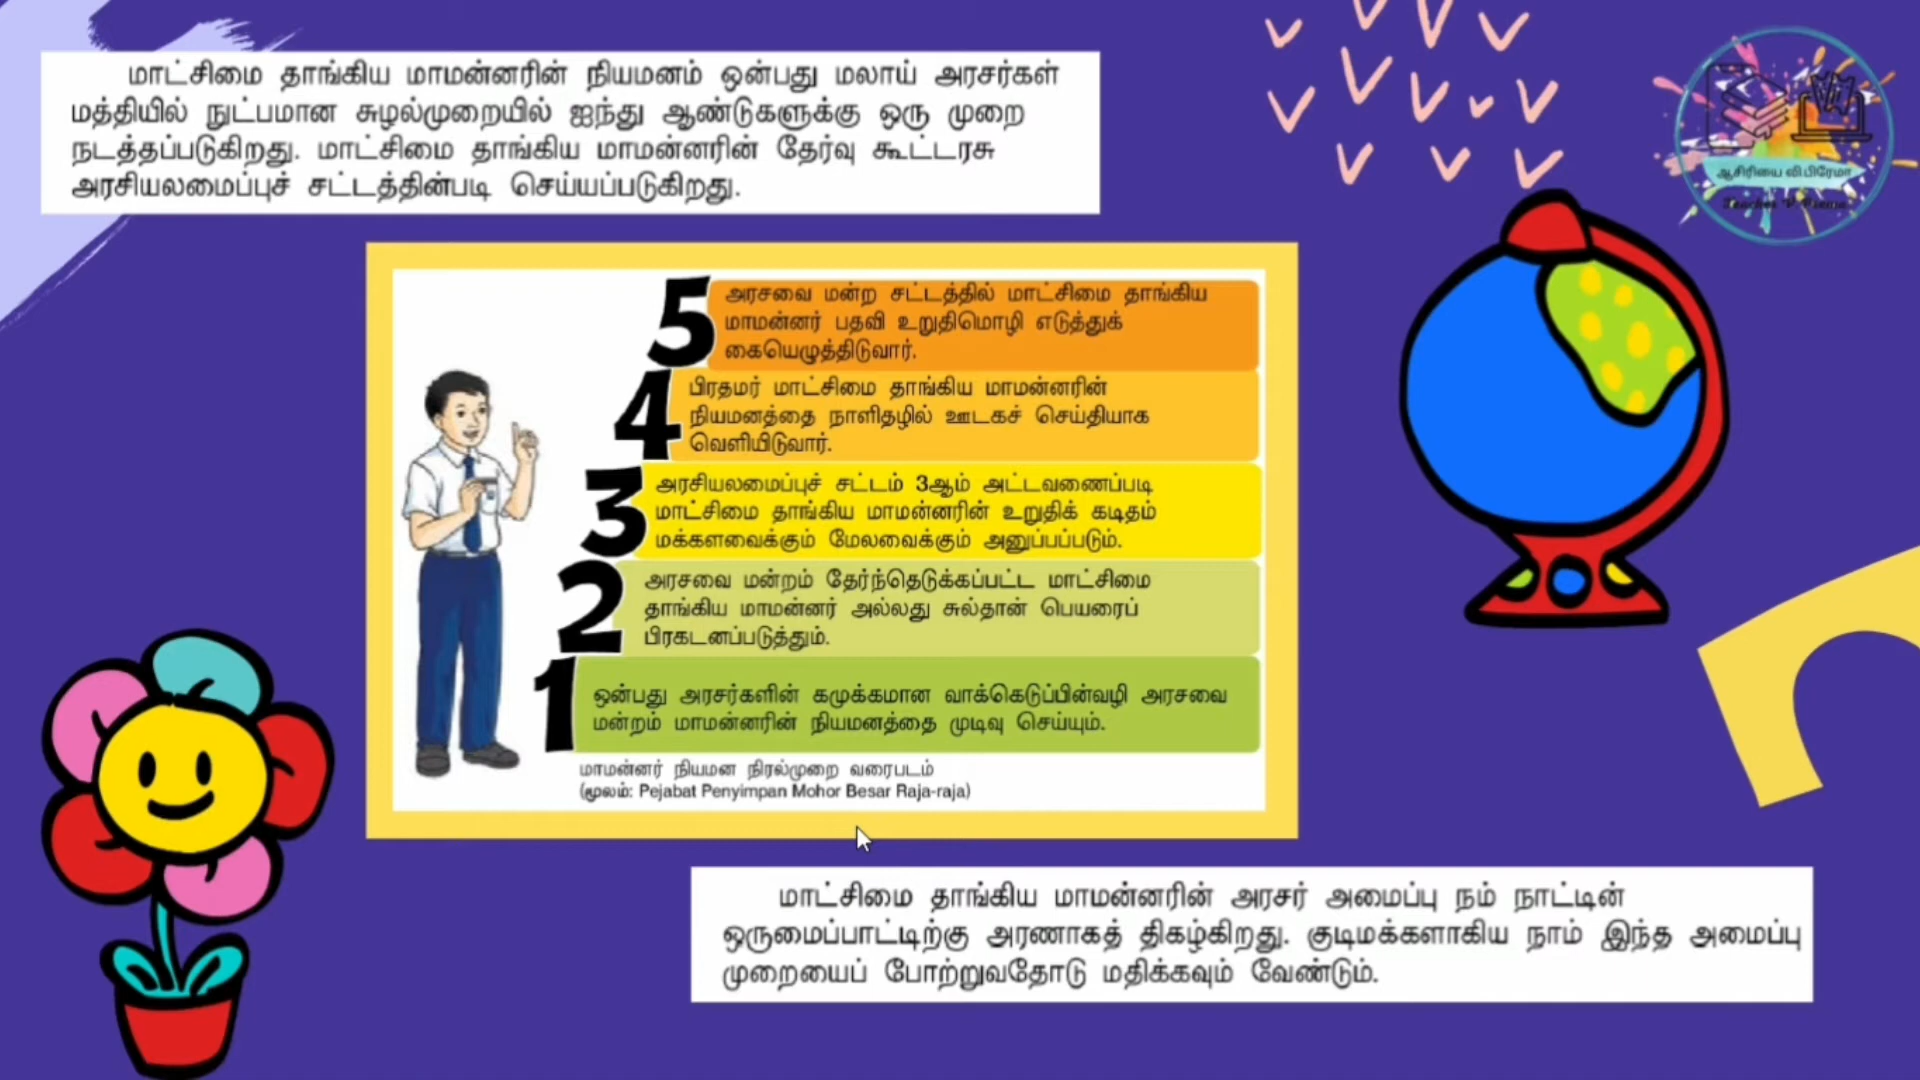 மாட்சிமை தாங்கிய மாமன்னரின் நியமனம் ஒன்பது மலாய் அரசர்கள்
மத்தியில் நுட்பமான சுழல்முறையில் ஐந்து ஆண்டுகளுக்கு ஒரு முறை
நடத்தப்படுகிறது. மாட்சிமை தாங்கிய மாமன்னரின் தேர்வு கூட்டரசு
அரசியலமைப்புச் சட்டத்தின்படி செய்யப்படுகிறது.
ஆசிரியை வி.பிரேமா
5
அரசவை மன்ற சட்டத்தில் மாட்சிமை தாங்கிய
மாமன்னர் பதவி உறுதிமொழி எடுத்துக்
கையெழுத்திடுவார்.
4
பிரதமர் மாட்சிமை தாங்கிய மாமன்னரின்
நியமனத்தை நாளிதழில் ஊடகச் செய்தியாக
வெளியிடுவார்.
3
அரசியலமைப்புச் சட்டம் 3ஆம் அட்டவணைப்படி
மாட்சிமை தாங்கிய மாமன்னரின் உறுதிக் கடிதம்
மக்களவைக்கும் மேலவைக்கும் அனுப்பப்படும்.
2
அரசவை மன்றம் தேர்ந்தெடுக்கப்பட்ட மாட்சிமை
தாங்கிய மாமன்னர் அல்லது சுல்தான் பெயரைப்
பிரகடனப்படுத்தும்.
1
ஒன்பது அரசர்களின் கமுக்கமான வாக்கெடுப்பின்வழி அரசவை
மன்றம் மாமன்னரின் நியமனத்தை முடிவு செய்யும்.
மாமன்னர் நியமன நிரல்முறை வரைபடம்
(மூலம்: Pejabat Penyimpan Mohor Besar Raja-raja)
மாட்சிமை தாங்கிய மாமன்னரின் அரசர் அமைப்பு நம் நாட்டின்
ஒருமைப்பாட்டிற்கு அரணாகத் திகழ்கிறது. குடிமக்களாகிய நாம் இந்த அமைப்பு
முறையைப் போற்றுவதோடு மதிக்கவும் வேண்டும்.